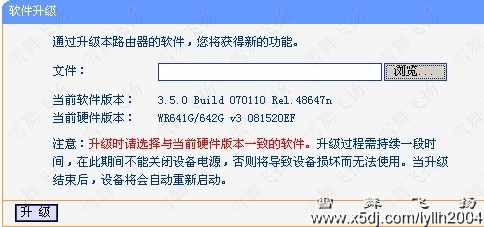 软件升级
通过升级本路由器的软件，您将获得新的功能。
文件：
浏览...
当前软件版本： 3.5.0 Build 070110 Rel.48647n
当前硬件版本： WR641G/642G v3 081520EF
注意：升级时请选择与当前硬件版本一致的软件。升级过程需持续一段时
间，在此期间不能关闭设备电源，否则将导致设备损坏而无法使用。当升级
结束后，设备将会自动重新启动。
升 级
雪 舞 飞 扬
www.x5dj.com/lyllh2004